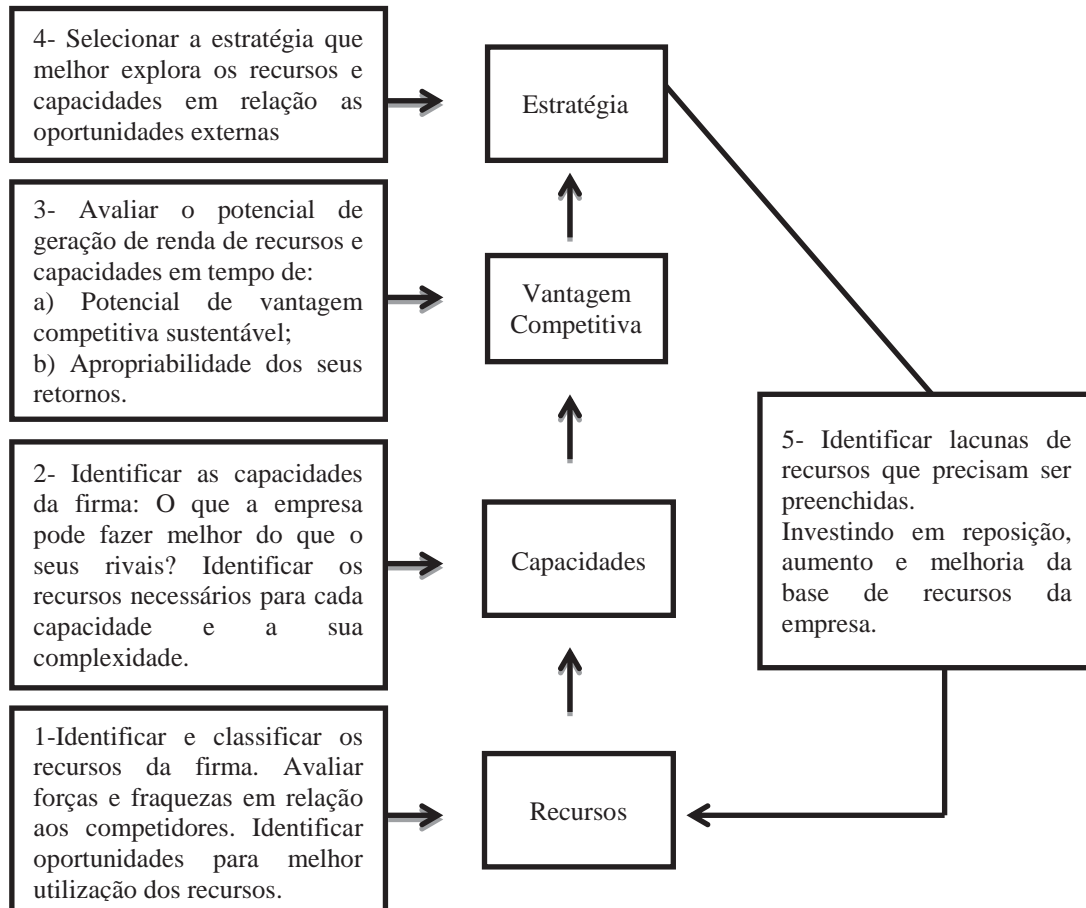 4- Selecionar a estratégia que
melhor explora os recursos e
capacidades em relação as
oportunidades externas
Estratégia
3- Avaliar o potencial de
geração de renda de recursos e
capacidades em tempo de:
a) Potencial de vantagem
competitiva sustentável;
b) Apropriabilidade dos seus
retornos.
Vantagem
Competitiva
2- Identificar as capacidades
da firma: O que a empresa
pode fazer melhor do que o
seus rivais? Identificar os
recursos necessários para cada
capacidade e a sua
complexidade.
Capacidades
5- Identificar lacunas de
recursos que precisam ser
preenchidas.
Investindo em reposição,
aumento e melhoria da
base de recursos da
empresa.
1-Identificar e classificar os
recursos da firma. Avaliar
forças e fraquezas em relação
aos competidores. Identificar
oportunidades para melhor
utilização dos recursos.
Recursos